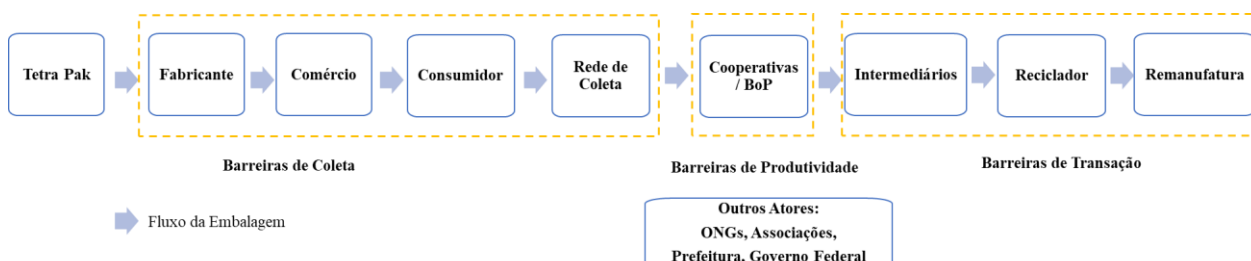 Tetra Pak
Fabricante
Comércio
Consumidor
Rede de
Coleta
Cooperativas
/ BoP
Intermediários
Reciclador
Remanufatura
Barreiras de Coleta
Barreiras de Produtividade
Barreiras de Transação
Fluxo da Embalagem
Outros Atores:
ONGs, Associações,
Prefeitura, Governo Federal